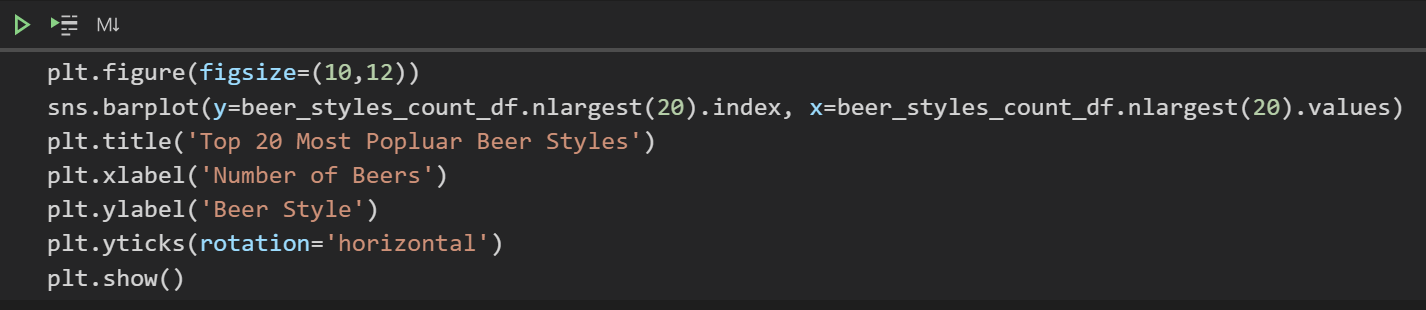 M↓
plt.figure(figsize=(10,12))
sns.barplot(y=beer_styles_count_df.nlargest(20).index, x=beer_styles_count_df.nlargest(20).values)
plt.title('Top 20 Most Popluar Beer Styles')
plt.xlabel('Number of Beers')
plt.ylabel('Beer Style')
plt.yticks(rotation='horizontal')
plt.show()